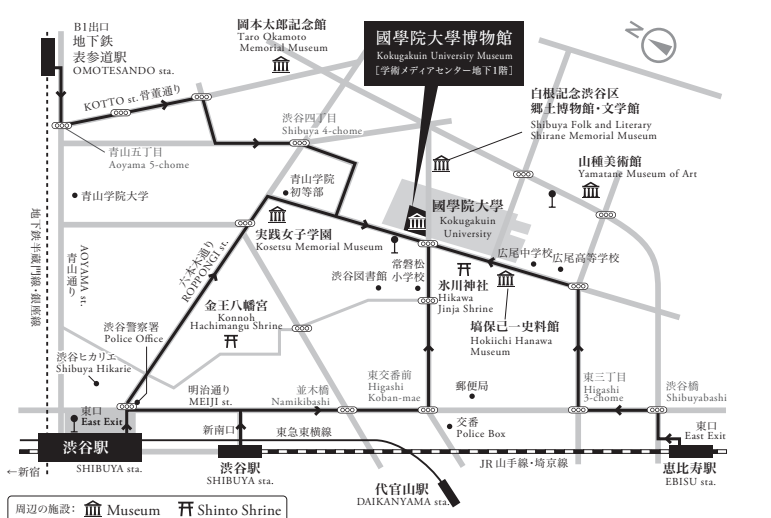 B1出口
地下鉄
表参道駅
OMOTESANDO sta.
岡本太郎記念館
Taro Okamoto
Memorial Museum
國學院大學博物館
Kokugakuin University Museum
［学術メディアセンター地下1階］
N
KOTTO st. 骨董通り
渋谷四丁目
Shibuya 4-chome
白根記念渋谷区
郷土博物館・文学館
Shibuya Folk and Literary
Shirane Memorial Museum
青山五丁目
Aoyama 5-chome
山種美術館
Yamatane Museum of Art
青山学院大学
青山学院
初等部
國學院大學
Kokugakuin
University
地下鉄半蔵門線・銀座線
青山通り
AOYAMA st.
六本木通り
ROPPONGI st.
実践女子学園
Kosetsu Memorial Museum
常磐松
小学校
渋谷図書館
氷川神社
Hikawa
Jinja Shrine
広尾中学校
広尾高等学校
金王八幡宮
Konnoh
Hachimangu Shrine
塙保己一史料館
Hokiichi Hanawa
Museum
渋谷警察署
Police Office
渋谷ヒカリエ
Shibuya Hikarie
明治通り
MEIJI st.
並木橋
Namikibashi
東交番前
Higashi
Koban-mae
郵便局
東三丁目
Higashi
3-chome
渋谷橋
Shibuyabashi
東口
East Exit
新南口
東急東横線
交番
Police Box
東口
East Exit
渋谷駅
SHIBUYA sta.
←新宿
渋谷駅
SHIBUYA sta.
JR山手線・埼京線
代官山駅
DAIKANYAMA sta.
恵比寿駅
EBISU sta.
周辺の施設： Museum Shinto Shrine